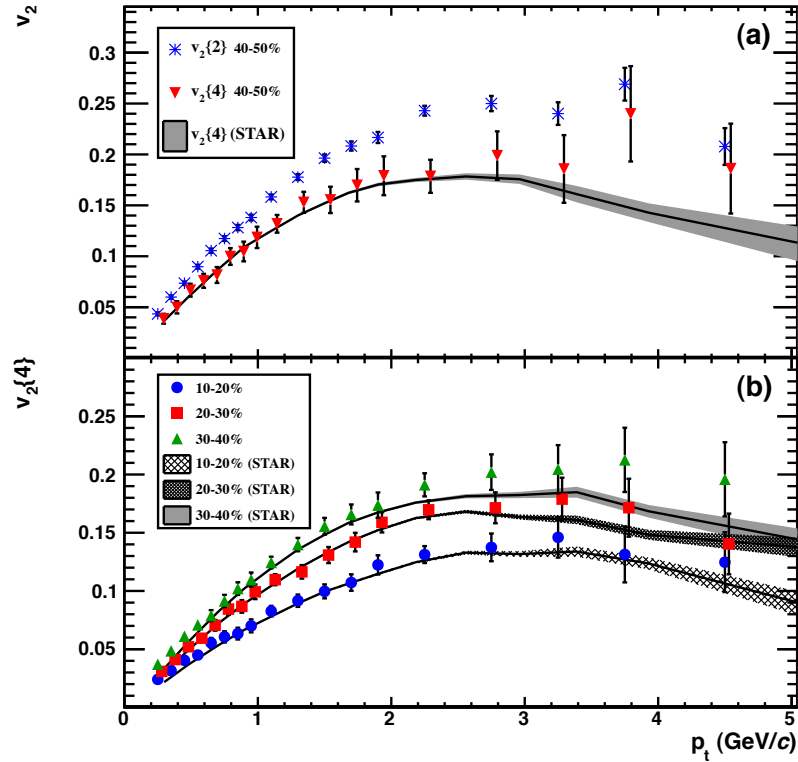 v2
0.3
0.25
0.2
0.15
0.1
0.05
(a)
v2{2} 40-50%
v2{4} 40-50%
v2{4} (STAR)
v2{4}
0.25
0.2
0.15
0.1
0.05
(b)
10-20%
20-30%
30-40%
10-20% (STAR)
20-30% (STAR)
30-40% (STAR)
0 1 2 3 4 5
pt (GeV/c)